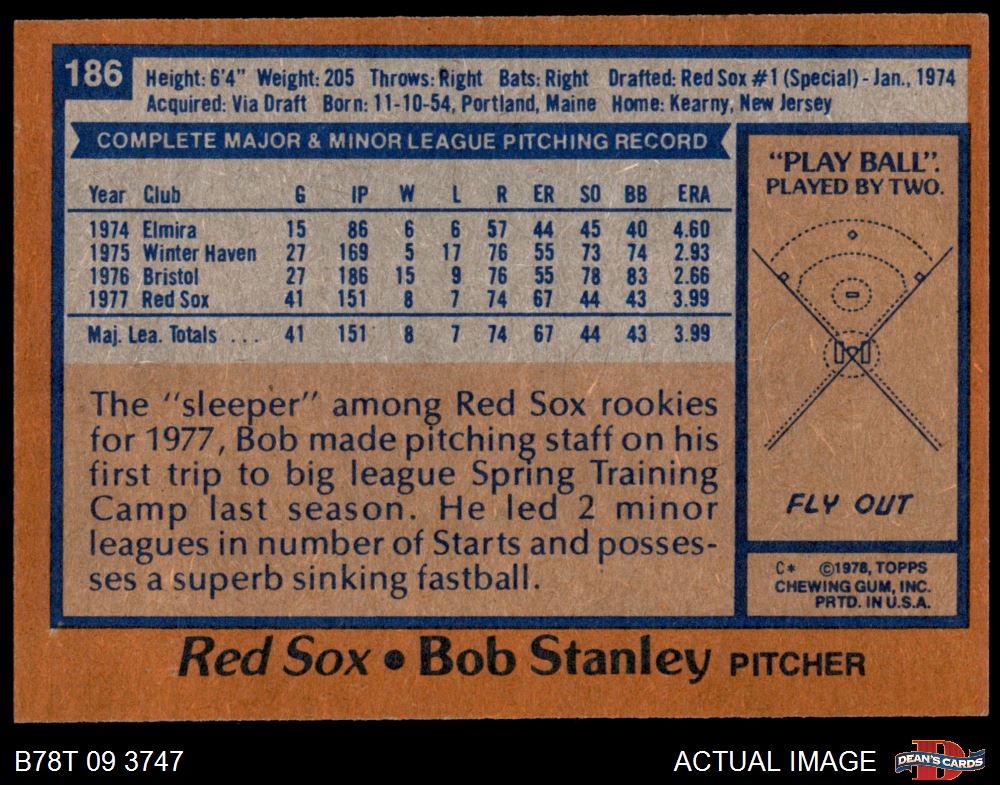 186
Height: 6'4" Weight: 205 Throws: Right Bats: Right Drafted: Red Sox #1 (Special) - Jan., 1974
Acquired: Via Draft Born: 11-10-54, Portland, Maine Home: Kearny, New Jersey
COMPLETE MAJOR & MINOR LEAGUE PITCHING RECORD
Year Club G IP W L R ER SO BB ERA
1974 Elmira 15 86 6 6 57 44 45 40 4.60
1975 Winter Haven 27 169 5 17 76 55 73 74 2.93
1976 Bristol 27 186 15 9 76 55 78 83 2.66
1977 Red Sox 41 151 8 7 74 67 44 43 3.99
Maj. Lea. Totals ... 41 151 8 7 74 67 44 43 3.99
The "sleeper" among Red Sox rookies
for 1977, Bob made pitching staff on his
first trip to big league Spring Training
Camp last season. He led 2 minor
leagues in number of Starts and posses-
ses a superb sinking fastball.
"PLAY BALL".
PLAYED BY TWO.
FLY OUT
C* ©1978, TOPPS
CHEWING GUM, INC.
PRTD. IN U.S.A.
Red Sox • Bob Stanley PITCHER
B78T 09 3747
ACTUAL IMAGE
D
DEAN'S CARDS